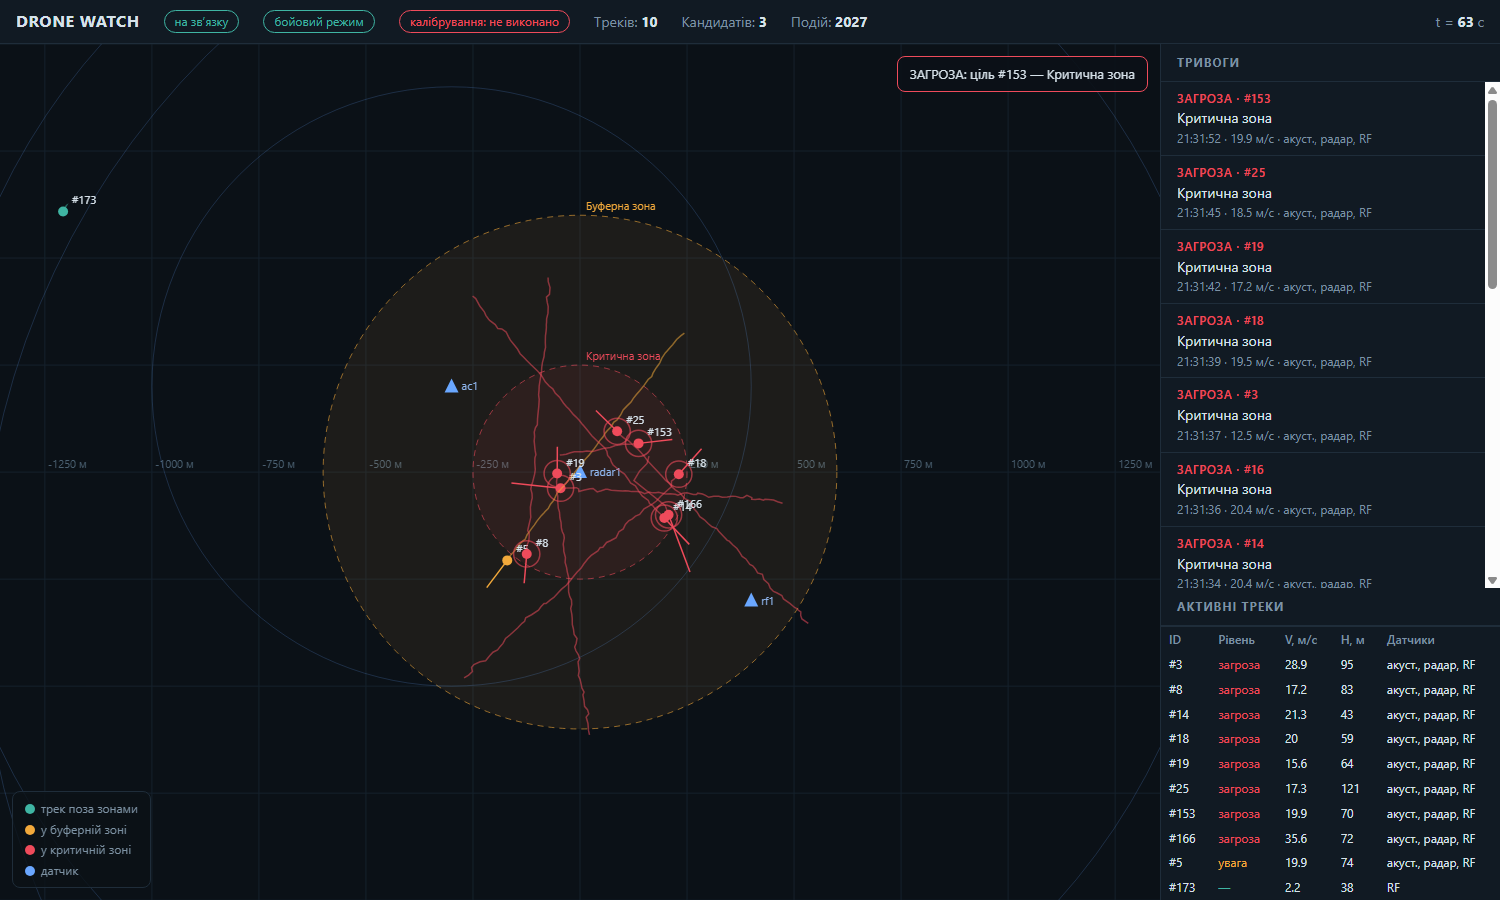 DRONE WATCH
на зв'язку
бойовий режим
калібрування: не виконано
Треків: 10
Кандидатів: 3
Подій: 2027
t = 63 с
ЗАГРОЗА: ціль #153 — Критична зона
#173
Буферна зона
Критична зона
ac1
#25
#153
-1250 м
-1000 м
-750 м
-500 м
-250 м
#19
radar1
#3
#18
500 м
750 м
1000 м
1250 м
#166
#14
#5
#8
rf1
трек поза зонами
у буферній зоні
у критичній зоні
датчик
ТРИВОГИ
ЗАГРОЗА · #153
Критична зона
21:31:52 · 19.9 м/с · акуст., радар, RF
ЗАГРОЗА · #25
Критична зона
21:31:45 · 18.5 м/с · акуст., радар, RF
ЗАГРОЗА · #19
Критична зона
21:31:42 · 17.2 м/с · акуст., радар, RF
ЗАГРОЗА · #18
Критична зона
21:31:39 · 19.5 м/с · акуст., радар, RF
ЗАГРОЗА · #3
Критична зона
21:31:37 · 12.5 м/с · акуст., радар, RF
ЗАГРОЗА · #16
Критична зона
21:31:36 · 20.4 м/с · акуст., радар, RF
ЗАГРОЗА · #14
Критична зона
21:31:34 · 20.4 м/с · акуст., радар, RF
АКТИВНІ ТРЕКИ
ID Рівень V, м/с H, м Датчики
#3 загроза 28.9 95 акуст., радар, RF
#8 загроза 17.2 83 акуст., радар, RF
#14 загроза 21.3 43 акуст., радар, RF
#18 загроза 20 59 акуст., радар, RF
#19 загроза 15.6 64 акуст., радар, RF
#25 загроза 17.3 121 акуст., радар, RF
#153 загроза 19.9 70 акуст., радар, RF
#166 загроза 35.6 72 акуст., радар, RF
#5 увага 19.9 74 акуст., радар, RF
#173 — 2.2 38 RF